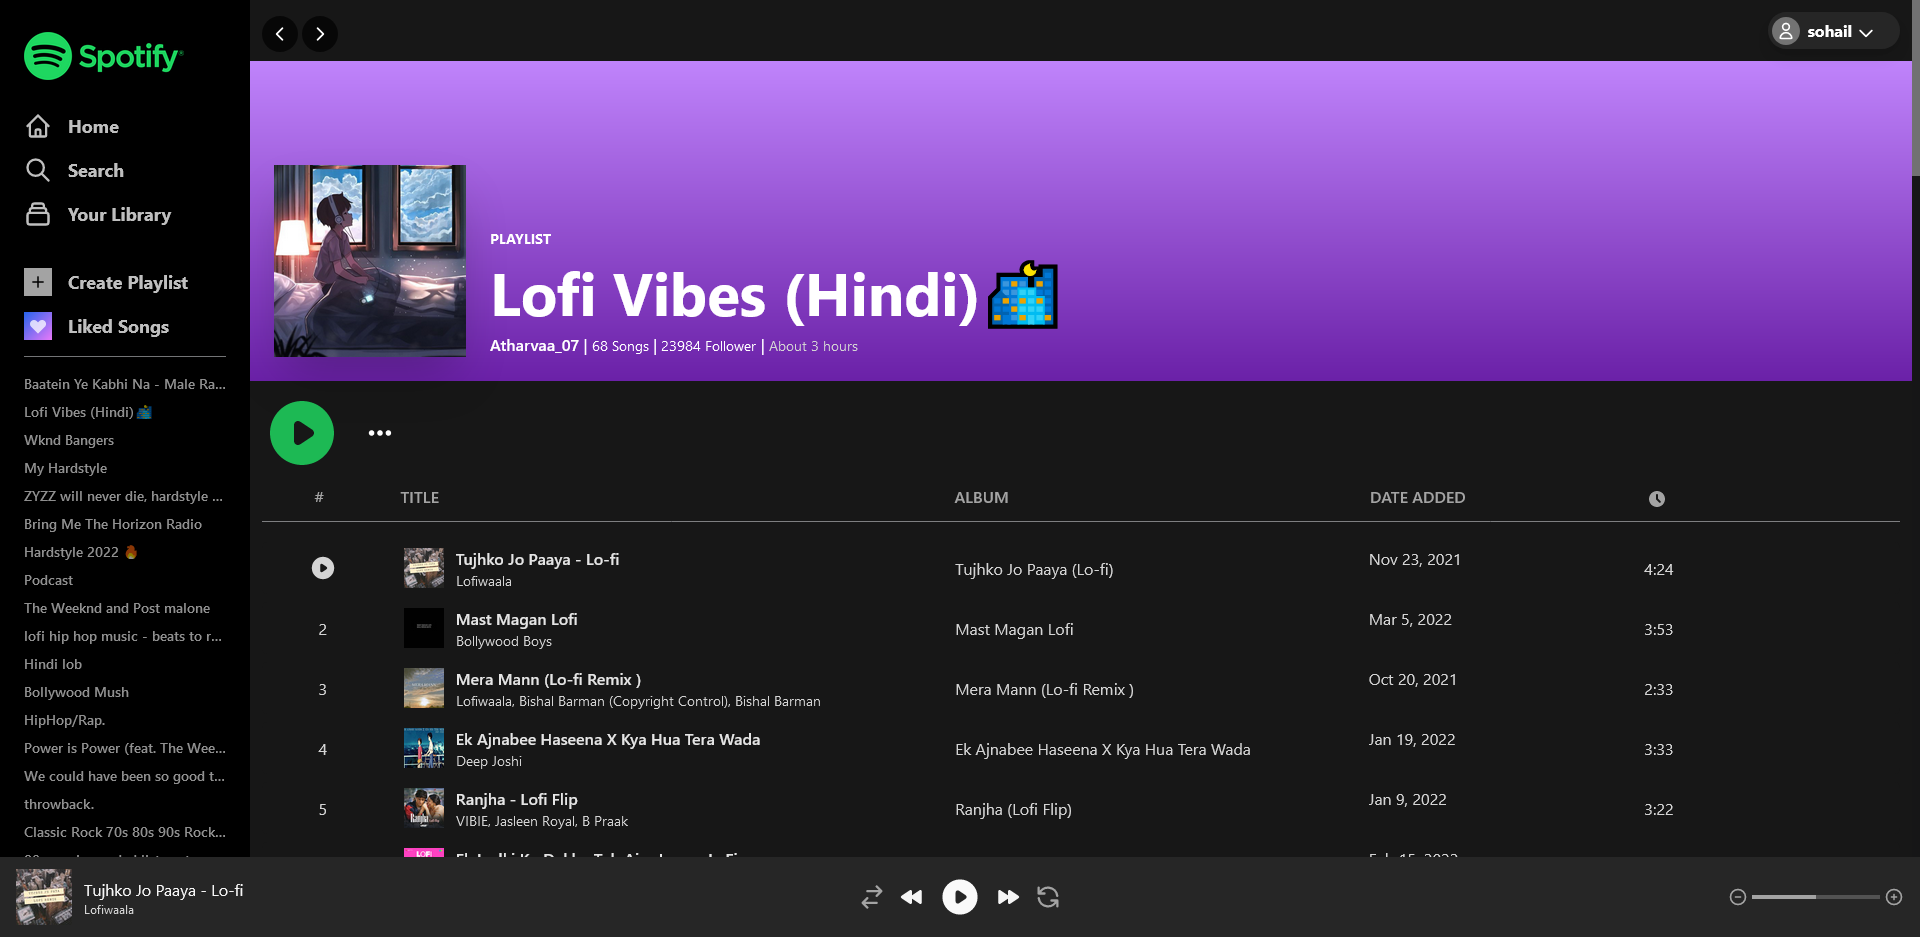 Spotify
Home
Search
Your Library
Create Playlist
Liked Songs
Baatein Ye Kabhi Na - Male Ra...
Lofi Vibes (Hindi)🌃
Wknd Bangers
My Hardstyle
ZYZZ will never die, hardstyle ...
Bring Me The Horizon Radio
Hardstyle 2022 🔥
Podcast
The Weeknd and Post malone
lofi hip hop music - beats to r...
Hindi lob
Bollywood Mush
HipHop/Rap.
Power is Power (feat. The Wee...
We could have been so good t...
throwback.
Classic Rock 70s 80s 90s Rock...
sohail
PLAYLIST
Lofi Vibes (Hindi)🌃
Atharvaa_07 | 68 Songs | 23984 Follower | About 3 hours
# TITLE ALBUM DATE ADDED
Tujhko Jo Paaya - Lo-fi
Lofiwaala
Tujhko Jo Paaya (Lo-fi)
Nov 23, 2021
4:24
2
Mast Magan Lofi
Bollywood Boys
Mast Magan Lofi
Mar 5, 2022
3:53
3
Mera Mann (Lo-fi Remix )
Lofiwaala, Bishal Barman (Copyright Control), Bishal Barman
Mera Mann (Lo-fi Remix )
Oct 20, 2021
2:33
4
Ek Ajnabee Haseena X Kya Hua Tera Wada
Deep Joshi
Ek Ajnabee Haseena X Kya Hua Tera Wada
Jan 19, 2022
3:33
5
Ranjha - Lofi Flip
VIBIE, Jasleen Royal, B Praak
Ranjha (Lofi Flip)
Jan 9, 2022
3:22
Tujhko Jo Paaya - Lo-fi
Lofiwaala